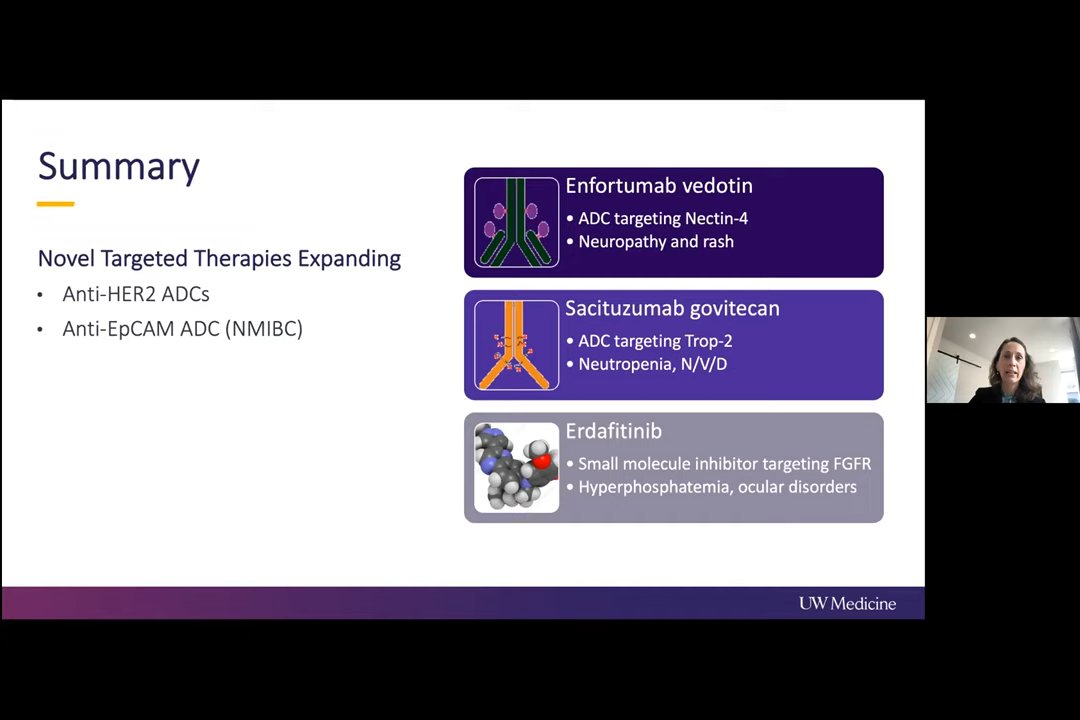 Summary
Novel Targeted Therapies Expanding
• Anti-HER2 ADCs
• Anti-EpCAM ADC (NMIBC)
Enfortumab vedotin
• ADC targeting Nectin-4
• Neuropathy and rash
Sacituzumab govitecan
• ADC targeting Trop-2
• Neutropenia, N/V/D
Erdafitinib
• Small molecule inhibitor targeting FGFR
• Hyperphosphatemia, ocular disorders
UW Medicine